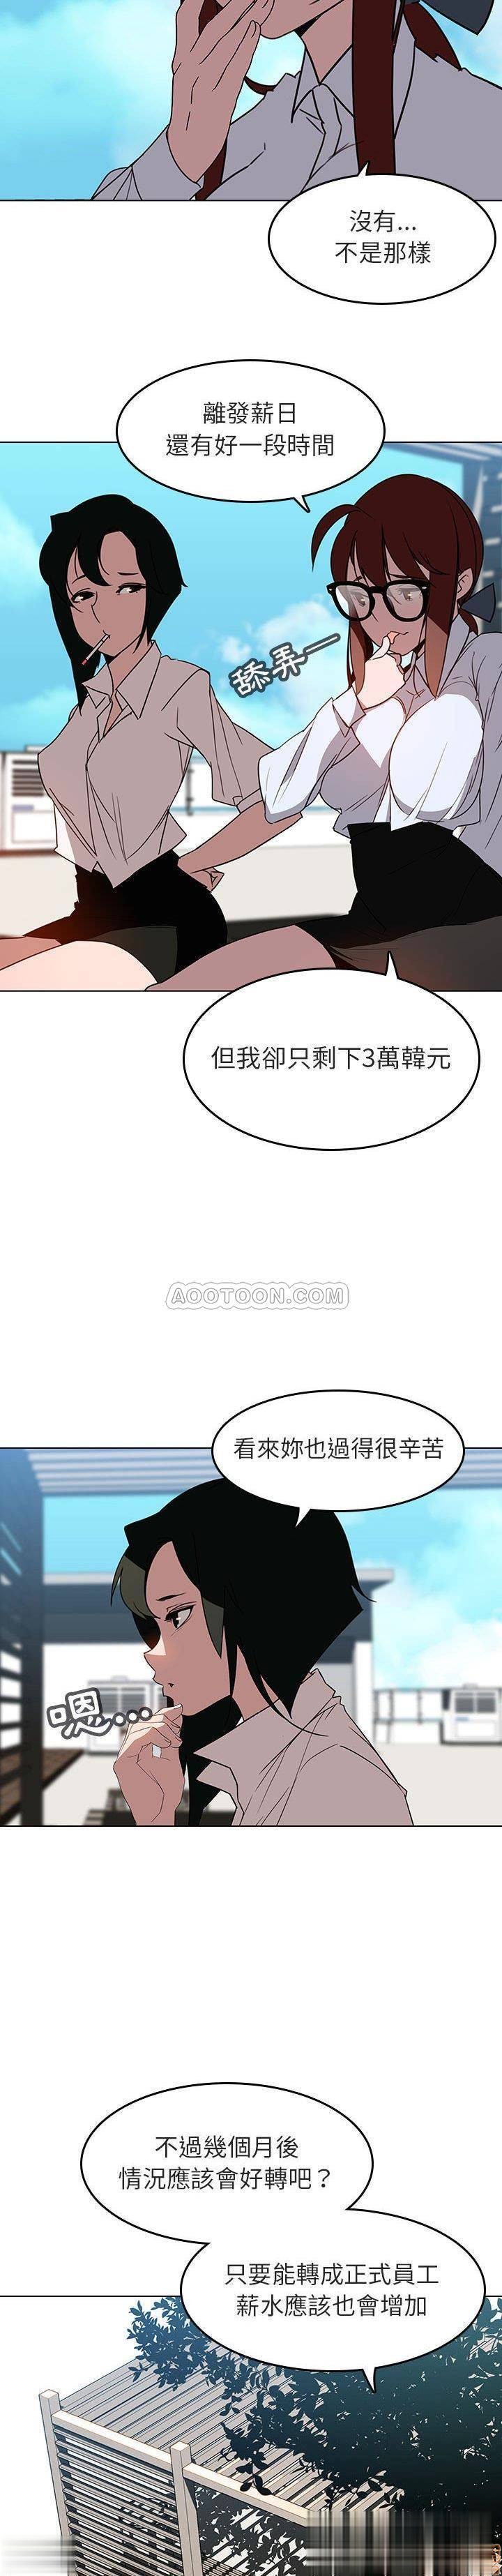 沒有...
不是那樣
離發薪日
還有好一段時間
舔弄一
但我卻只剩下3萬韓元
AOOTOON.COM
看來妳也過得很辛苦
嗯...
不過幾個月後
情況應該會好轉吧？
只要能轉成正式員工
薪水應該也會增加